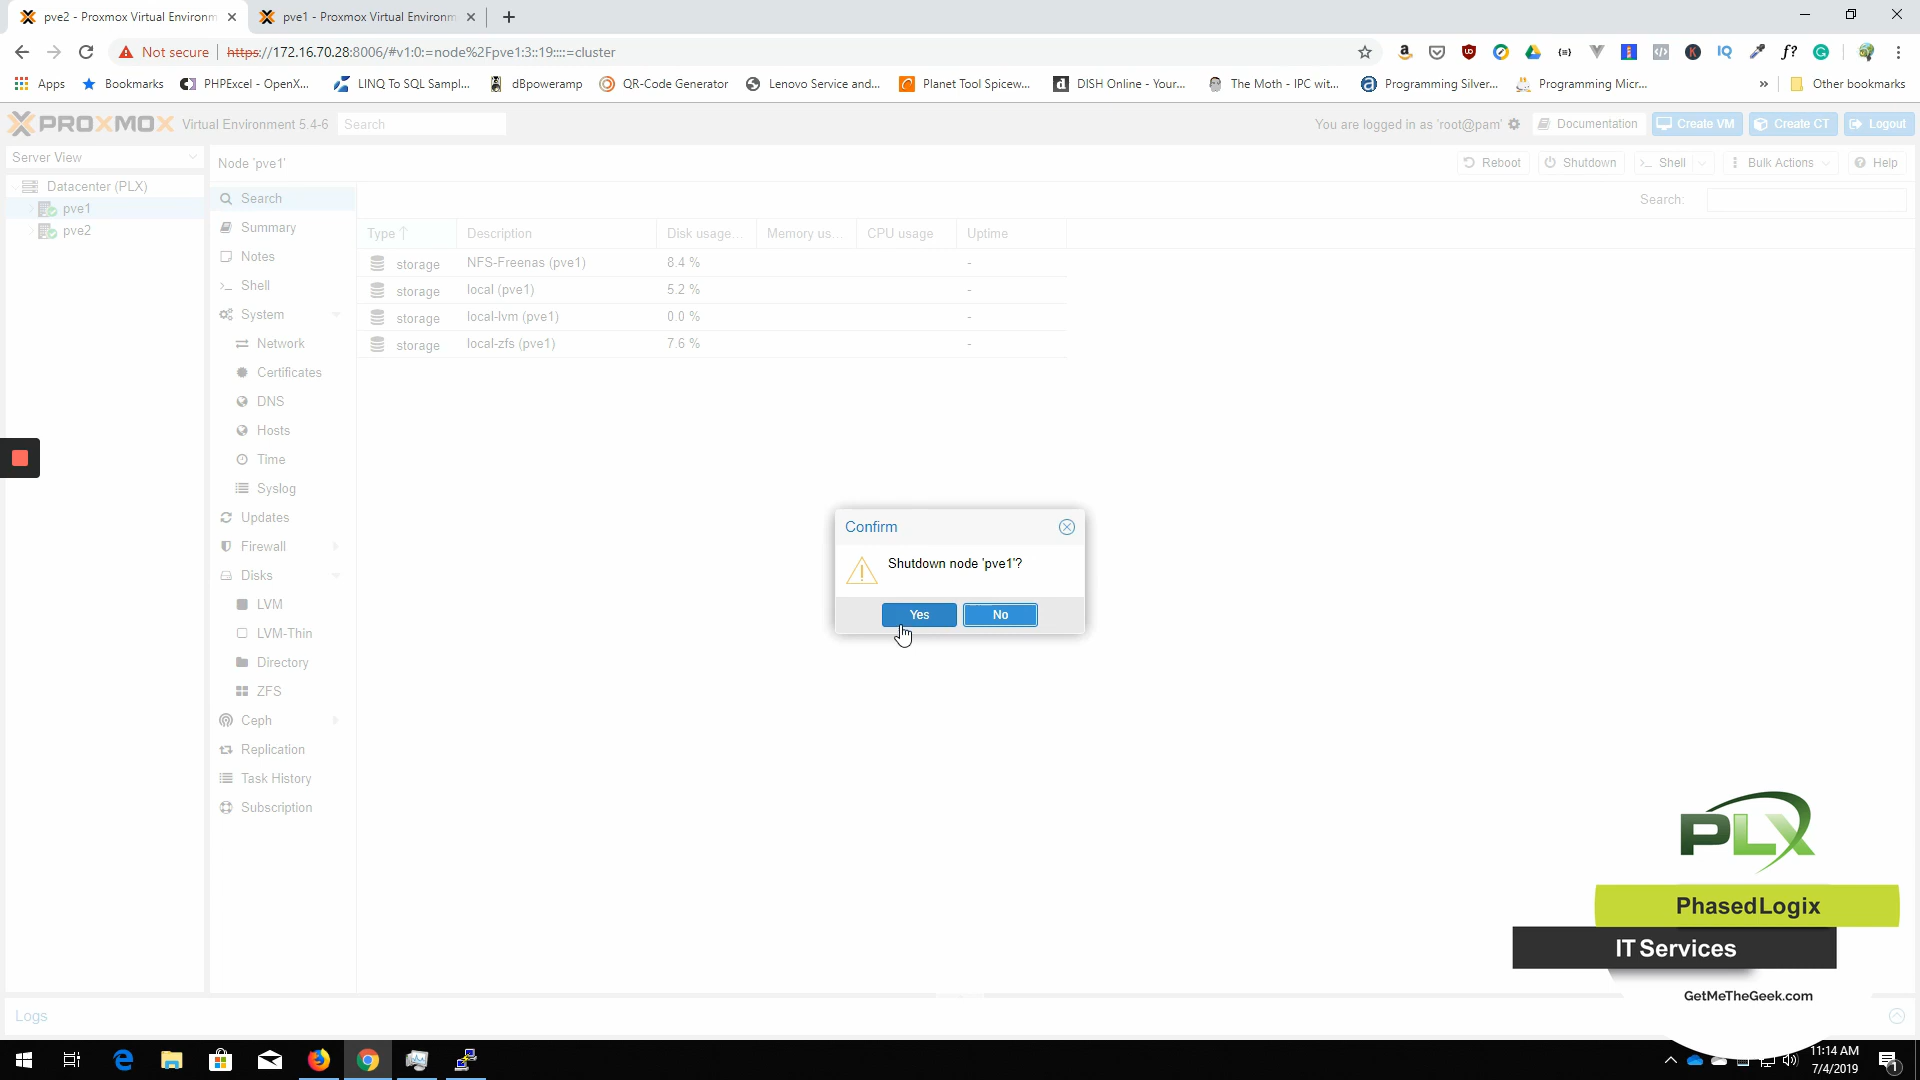 pve2 - Proxmox Virtual Environm
pve1 - Proxmox Virtual Environm
Not secure
https://172.16.70.28:8006/#v1:0:=node%2Fpve1:3::19::::=cluster
Apps
Bookmarks
PHPExcel - OpenX...
LINQ To SQL Sampl...
dBpoweramp
QR-Code Generator
Lenovo Service and...
Planet Tool Spicew...
DISH Online - Your...
The Moth - IPC wit...
Programming Silver...
Programming Micr...
»
Other bookmarks
PROXMOX
Virtual Environment 5.4-6
Search
You are logged in as 'root@pam'
Documentation
Create VM
Create CT
Logout
Server View
Node 'pve1'
Reboot
Shutdown
Shell
Bulk Actions
Help
Datacenter (PLX)
pve1
pve2
Search
Summary
Notes
Shell
System
Network
Certificates
DNS
Hosts
Time
Syslog
Updates
Firewall
Disks
LVM
LVM-Thin
Directory
ZFS
Ceph
Replication
Task History
Subscription
Search:
Type Description Disk usage... Memory us... CPU usage Uptime
storage NFS-Freenas (pve1) 8.4 % -
storage local (pve1) 5.2 % -
storage local-lvm (pve1) 0.0 % -
storage local-zfs (pve1) 7.6 % -
Confirm
Shutdown node 'pve1'?
Yes
No
PLX
PhasedLogix
IT Services
GetMeTheGeek.com
Logs
11:14 AM
7/4/2019
1